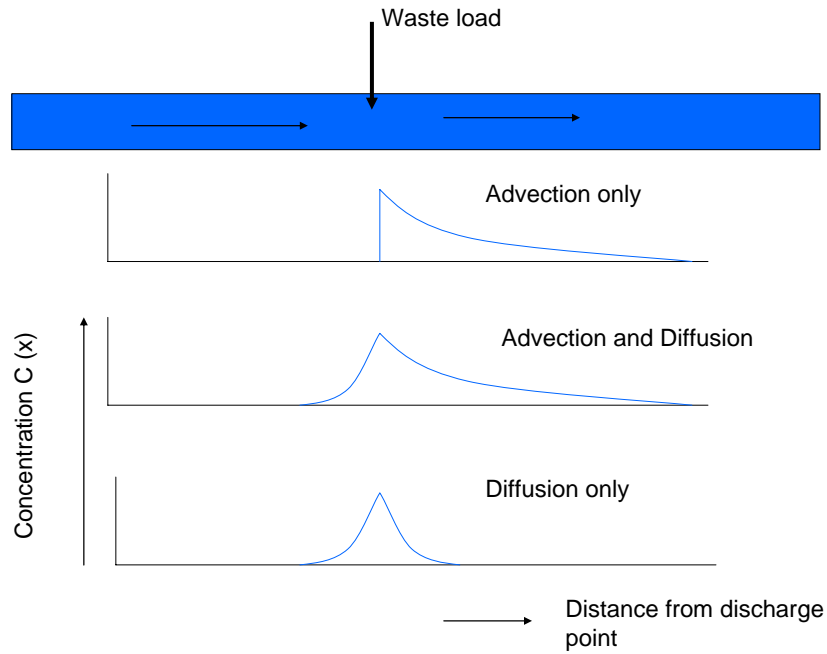 Waste load
Advection only
Advection and Diffusion
Concentration C (x)
Diffusion only
Distance from discharge
point